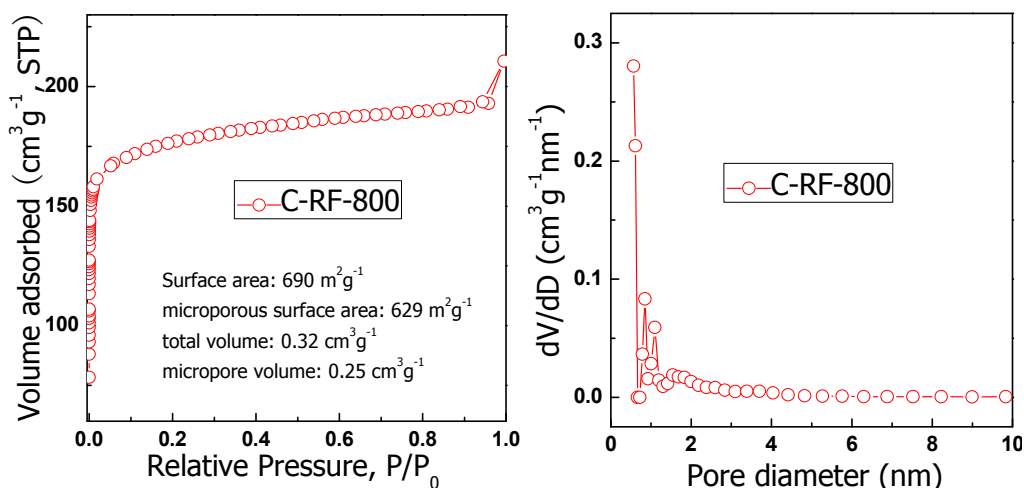 Volume adsorbed (cm³g⁻¹, STP)
200
150
100
C-RF-800
Surface area: 690 m²g⁻¹
microporous surface area: 629 m²g⁻¹
total volume: 0.32 cm³g⁻¹
micropore volume: 0.25 cm³g⁻¹
0.0 0.2 0.4 0.6 0.8 1.0
Relative Pressure, P/P₀
dV/dD (cm³g⁻¹nm⁻¹)
0.3
0.2
0.1
0.0
C-RF-800
0 2 4 6 8 10
Pore diameter (nm)